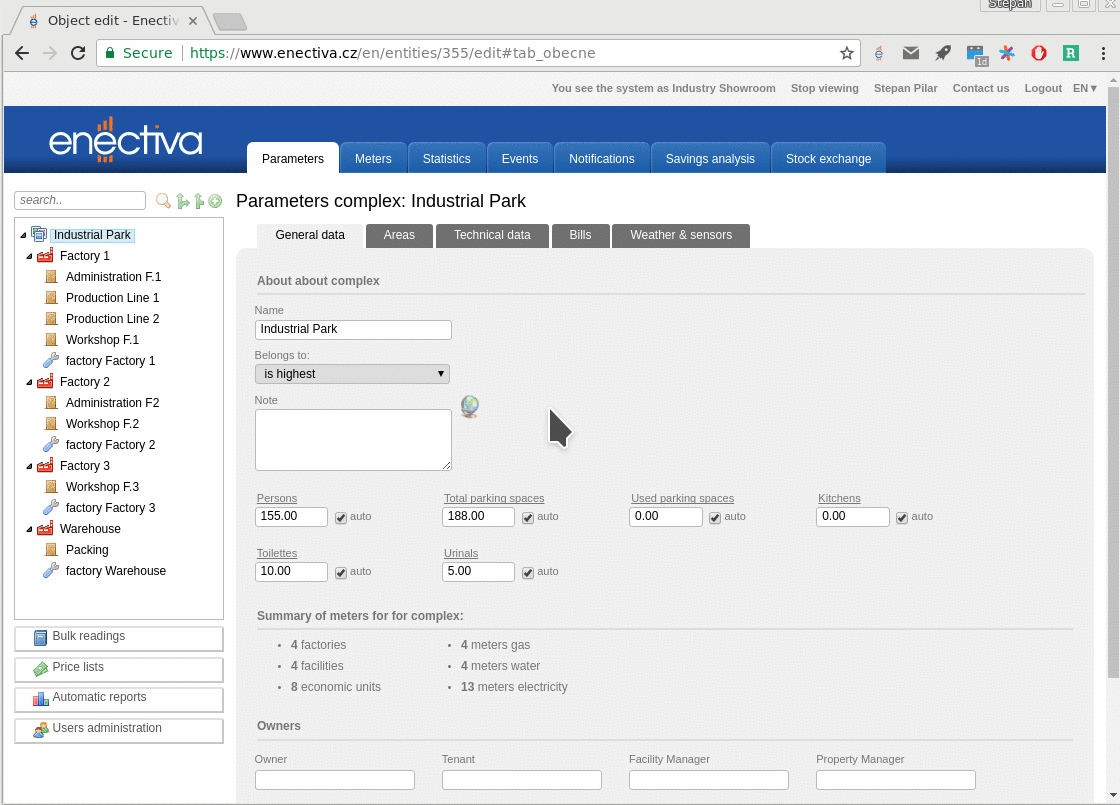 Stepan
Object edit - Enectiv
Secure https://www.enectiva.cz/en/entities/355/edit#tab_obecne
1d
R
You see the system as Industry Showroom Stop viewing Stepan Pilar Contact us Logout EN ▾
enectiva
Parameters Meters Statistics Events Notifications Savings analysis Stock exchange
search..
Industrial Park
Factory 1
Administration F.1
Production Line 1
Production Line 2
Workshop F.1
factory Factory 1
Factory 2
Administration F2
Workshop F.2
factory Factory 2
Factory 3
Workshop F.3
factory Factory 3
Warehouse
Packing
factory Warehouse
Bulk readings
Price lists
Automatic reports
Users administration
Parameters complex: Industrial Park
General data Areas Technical data Bills Weather & sensors
About about complex
Name
Industrial Park
Belongs to:
is highest
Note
Persons Total parking spaces Used parking spaces Kitchens
155.00 auto 188.00 auto 0.00 auto 0.00 auto
Toilettes Urinals
10.00 auto 5.00 auto
Summary of meters for for complex:
4 factories 4 meters gas
4 facilities 4 meters water
8 economic units 13 meters electricity
Owners
Owner Tenant Facility Manager Property Manager